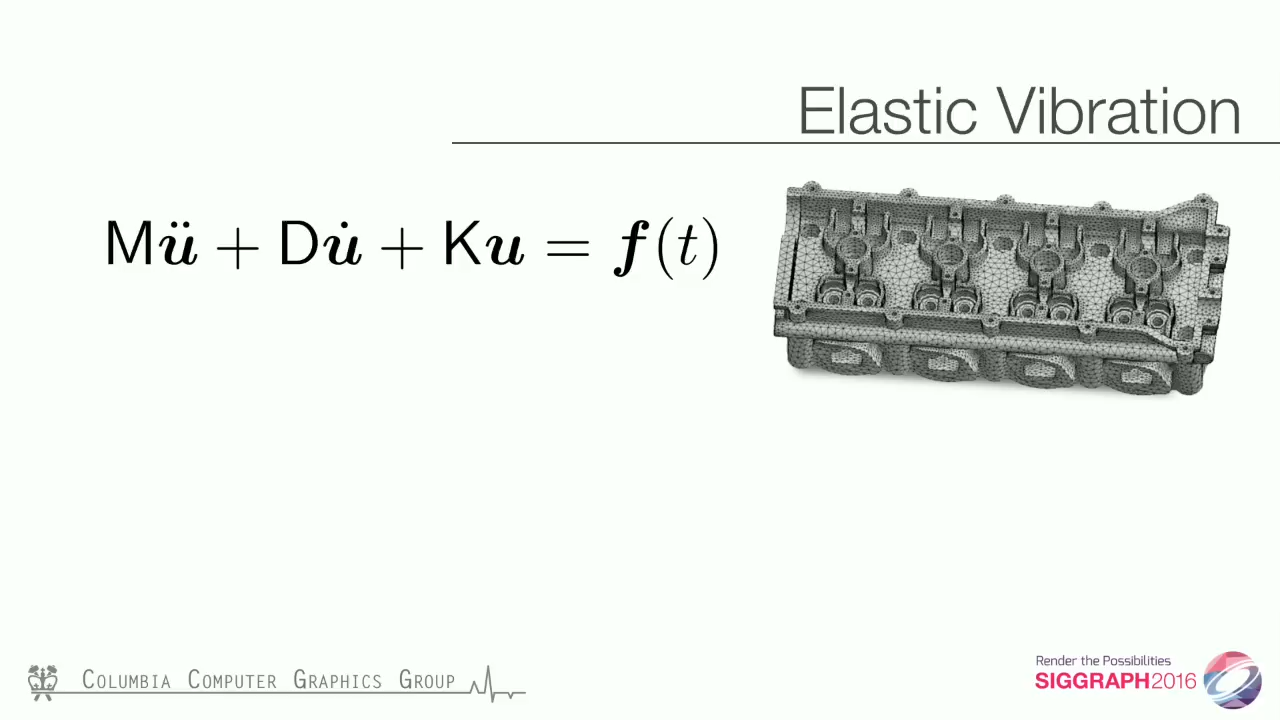 Elastic Vibration
Mü + Du̇ + Ku = f(t)
COLUMBIA COMPUTER GRAPHICS GROUP
Render the Possibilities
SIGGRAPH2016